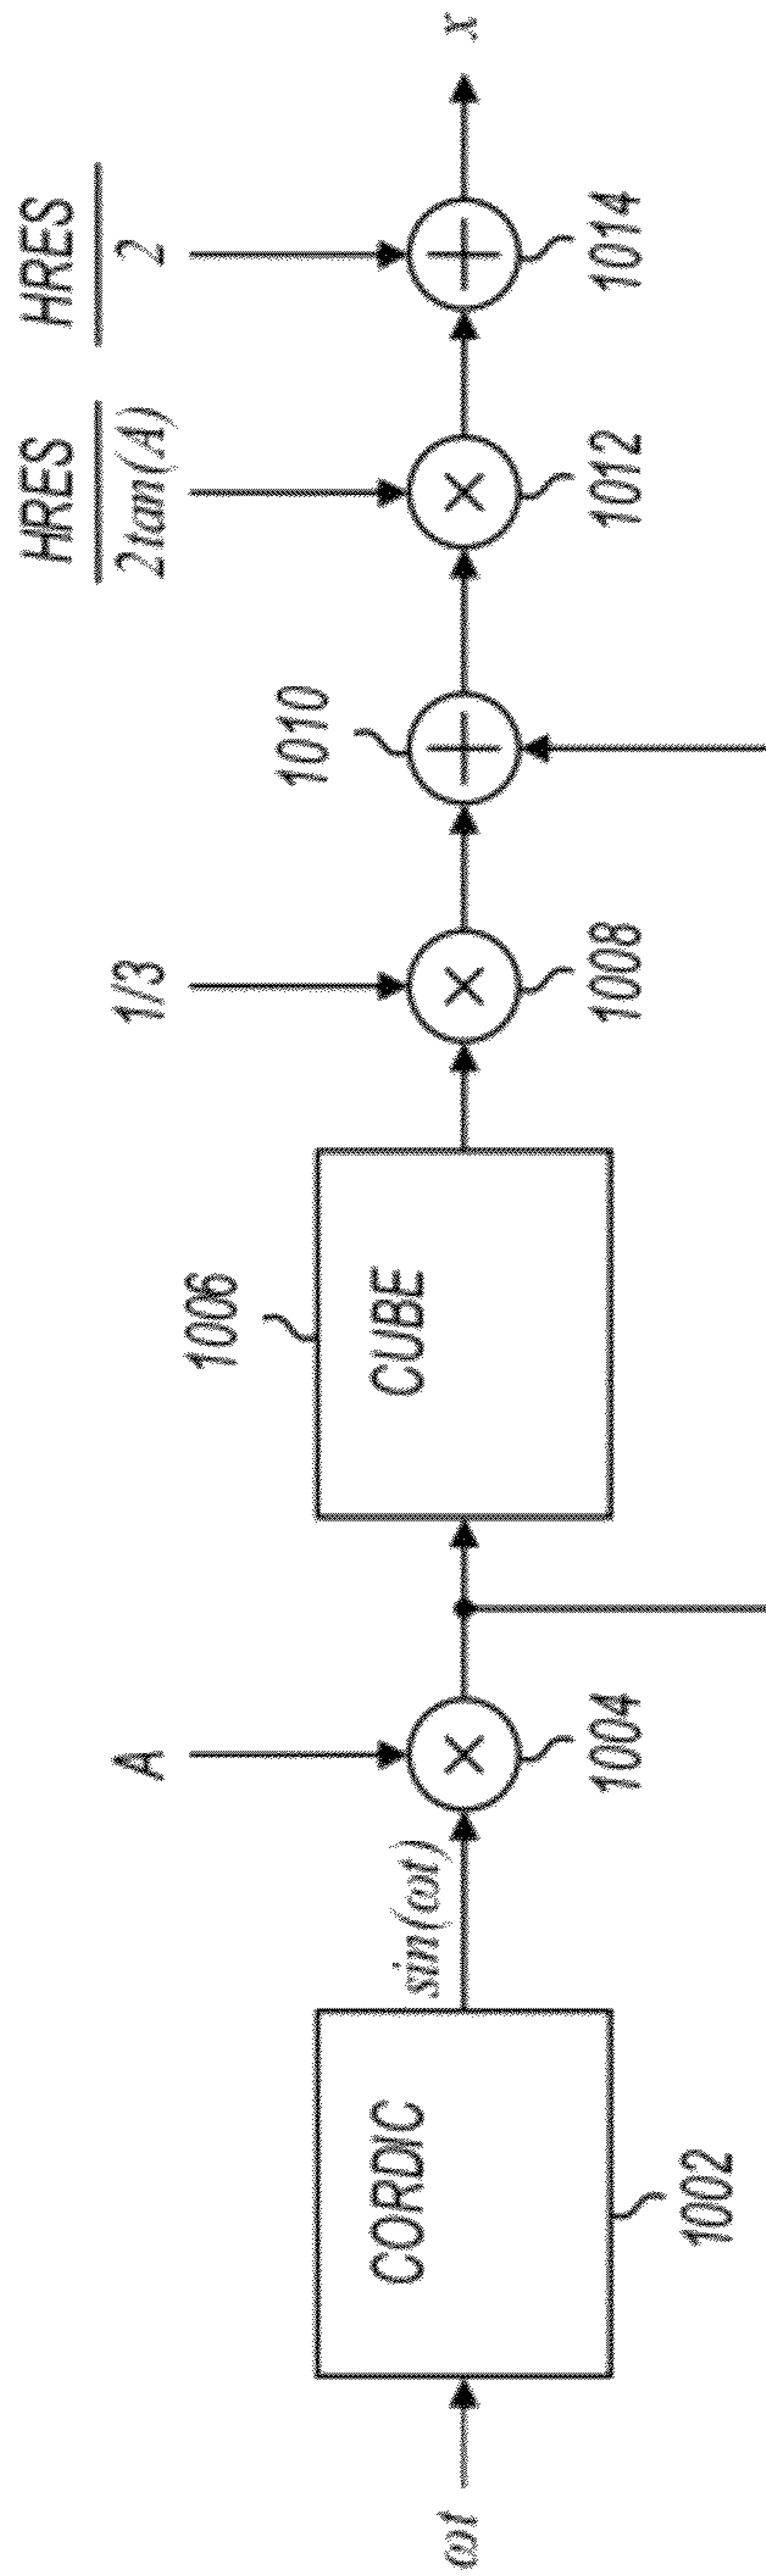 ωt
CORDIC
1002
sin(ωt)
A
×
1004
CUBE
1006
1/3
×
1008
+
1010
HRES
2tan(A)
×
1012
HRES
2
+
1014
x